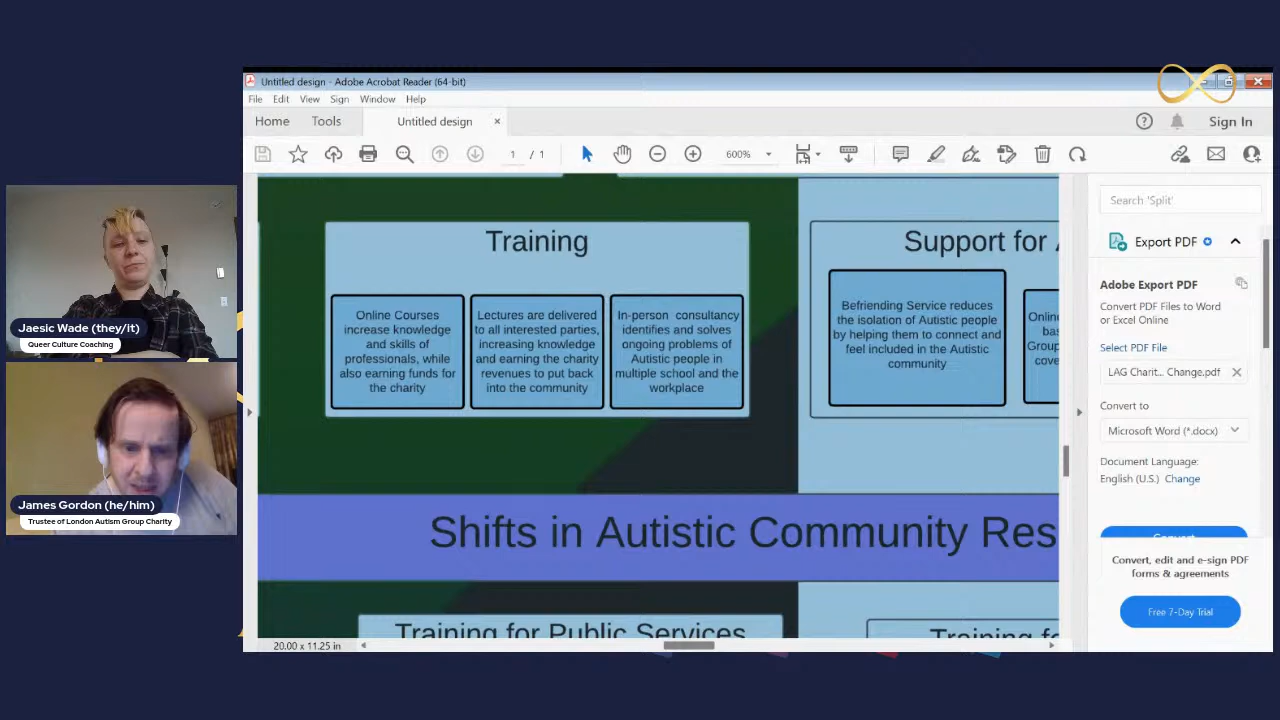 Untitled design - Adobe Acrobat Reader (64-bit)
File Edit View Sign Window Help
Home Tools Untitled design × Sign In
1 / 1 600%
Training
Online Courses
increase knowledge
and skills of
professionals, while
also earning funds for
the charity
Lectures are delivered
to all interested parties,
increasing knowledge
and earning the charity
revenues to put back
into the community
In-person consultancy
identifies and solves
ongoing problems of
Autistic people in
multiple school and the
workplace
Support for
Befriending Service reduces
the isolation of Autistic people
by helping them to connect and
feel included in the Autistic
community
Onlin
bas
Group
cove
Shifts in Autistic Community Res
Training for Public Services
Training fo
20.00 x 11.25 in
Search 'Split'
Export PDF
Adobe Export PDF
Convert PDF Files to Word
or Excel Online
Select PDF File
LAG Charit... Change.pdf
Convert to
Microsoft Word (*.docx)
Document Language:
English (U.S.) Change
Convert
Convert, edit and e-sign PDF
forms & agreements
Free 7-Day Trial
Jaesic Wade (they/it)
Queer Culture Coaching
James Gordon (he/him)
Trustee of London Autism Group Charity